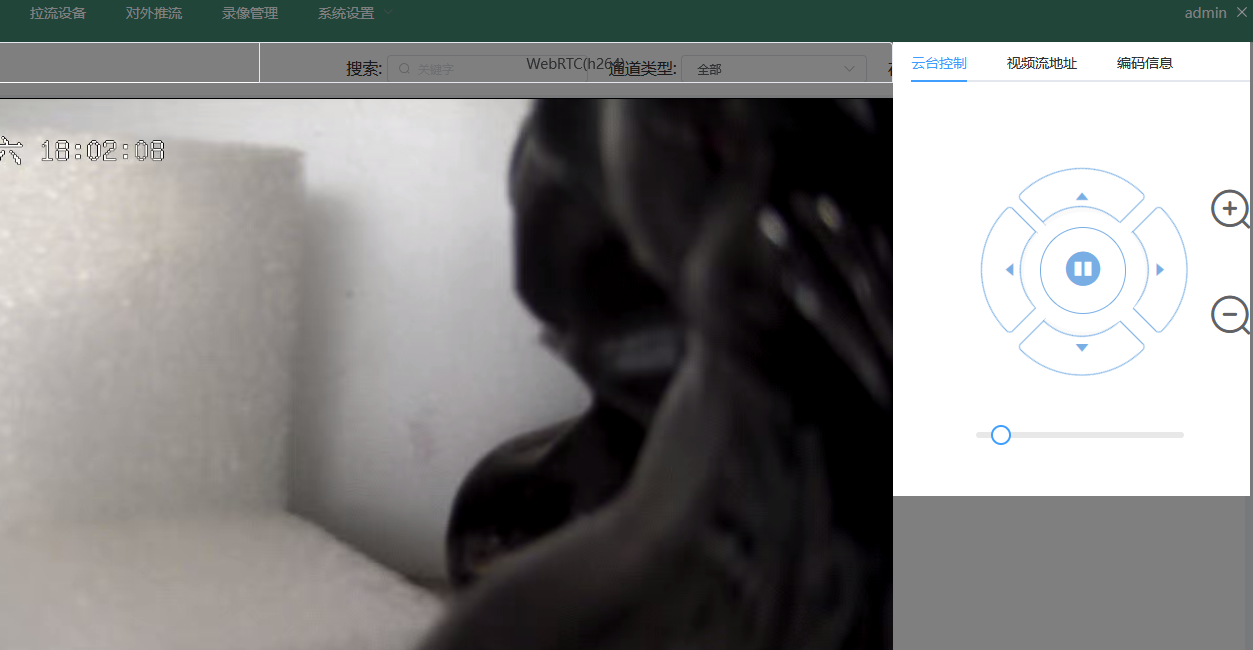 拉流设备 对外推流 录像管理 系统设置 admin
搜索: 关键字 WebRTC(h264) 通道类型: 全部
云台控制 视频流地址 编码信息
六 18:02:08